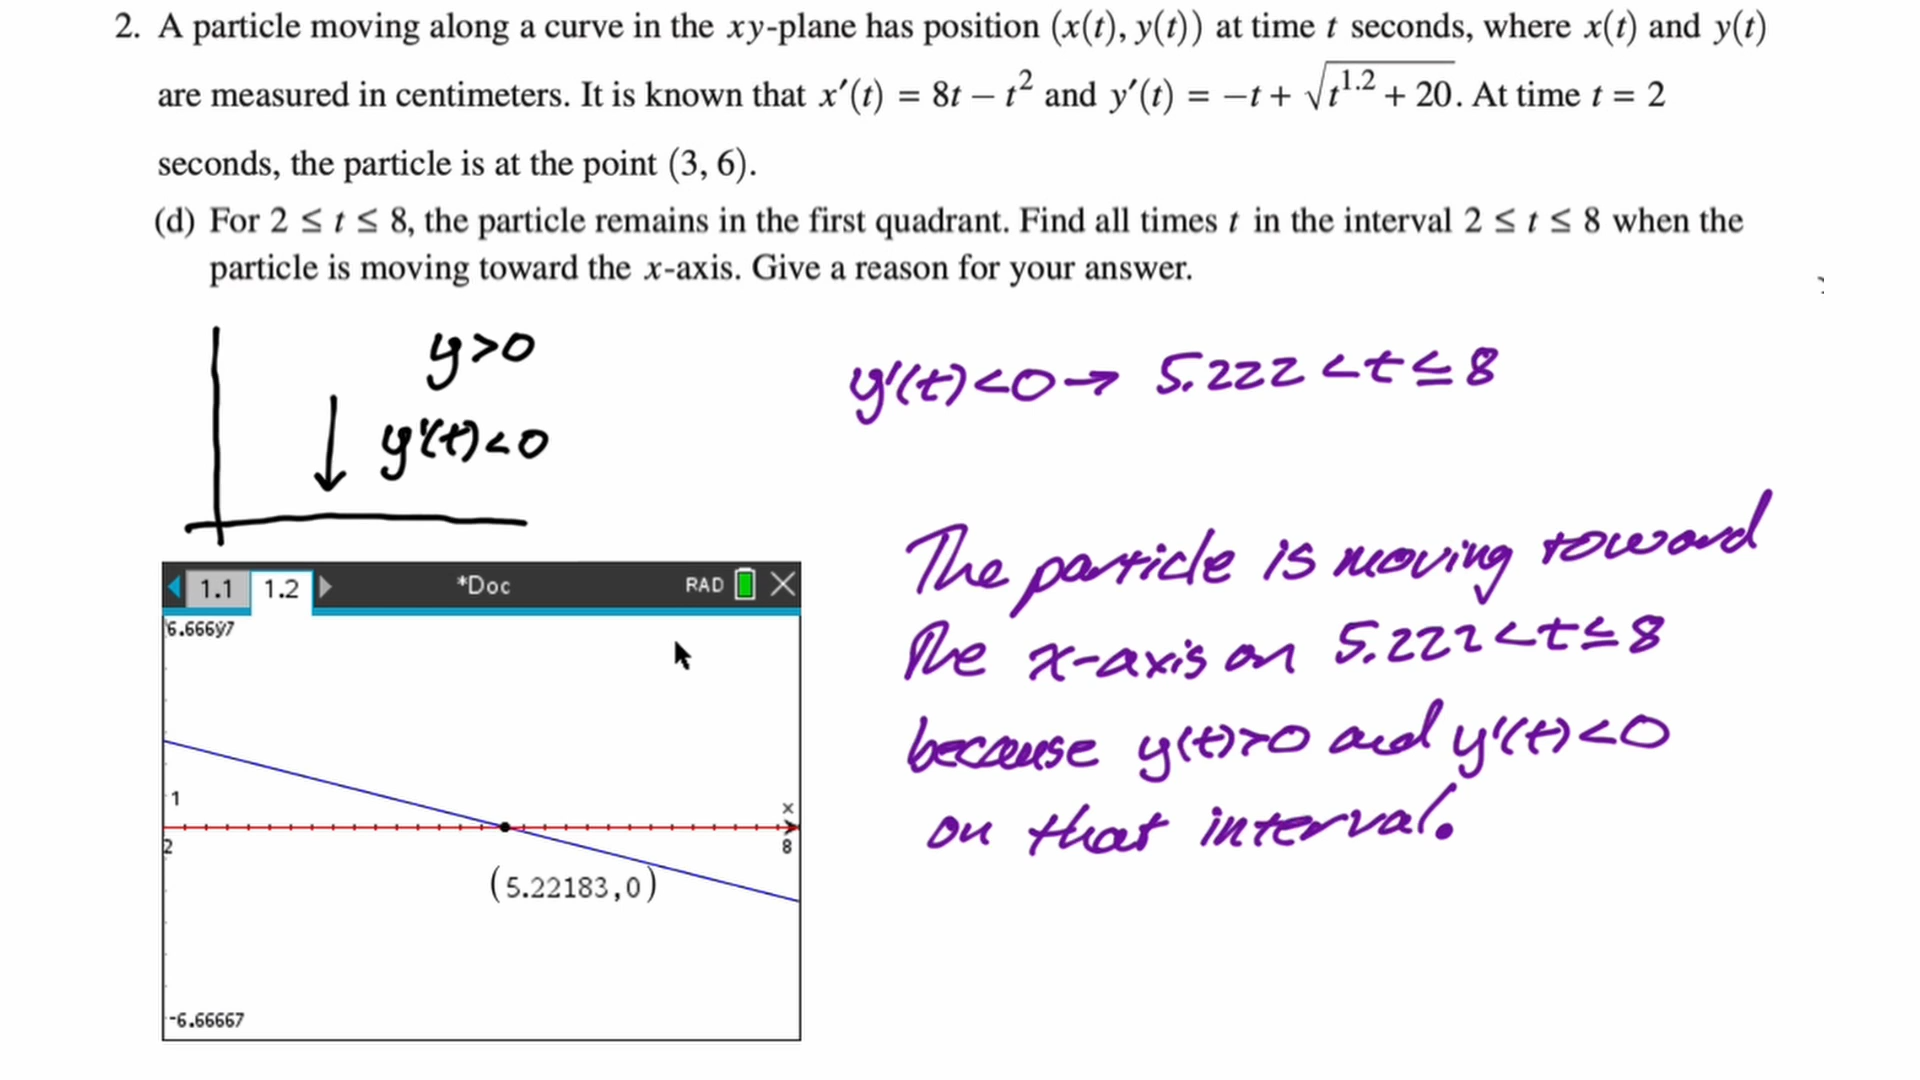 2. A particle moving along a curve in the xy-plane has position (x(t), y(t)) at time t seconds, where x(t) and y(t)
are measured in centimeters. It is known that x′(t) = 8t − t² and y′(t) = −t + √(t^1.2 + 20). At time t = 2
seconds, the particle is at the point (3, 6).
(d) For 2 ≤ t ≤ 8, the particle remains in the first quadrant. Find all times t in the interval 2 ≤ t ≤ 8 when the
particle is moving toward the x-axis. Give a reason for your answer.
y>0
y'(t)<0
y'(t)<0→ 5.222<t≤8
The particle is moving toward
the x-axis on 5.222<t≤8
because y(t)>0 and y'(t)<0
on that interval.
1.1 1.2 *Doc RAD
6.666y7
1
x
2 8
(5.22183,0)
-6.66667